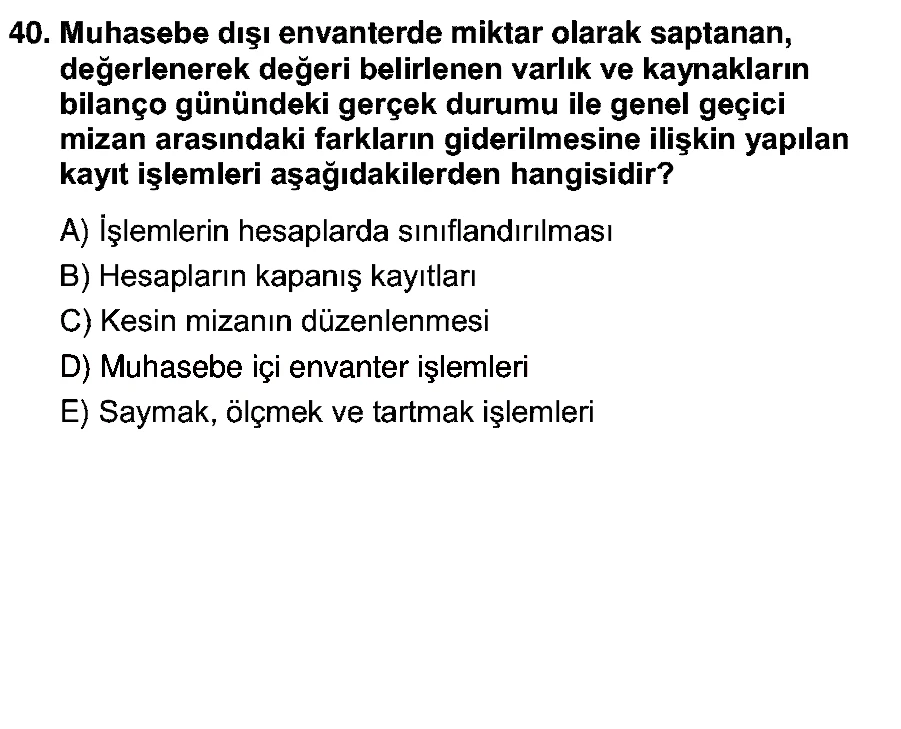 40. Muhasebe dışı envanterde miktar olarak saptanan,
değerlenerek değeri belirlenen varlık ve kaynakların
bilanço günündeki gerçek durumu ile genel geçici
mizan arasındaki farkların giderilmesine ilişkin yapılan
kayıt işlemleri aşağıdakilerden hangisidir?
A) İşlemlerin hesaplarda sınıflandırılması
B) Hesapların kapanış kayıtları
C) Kesin mizanın düzenlenmesi
D) Muhasebe içi envanter işlemleri
E) Saymak, ölçmek ve tartmak işlemleri